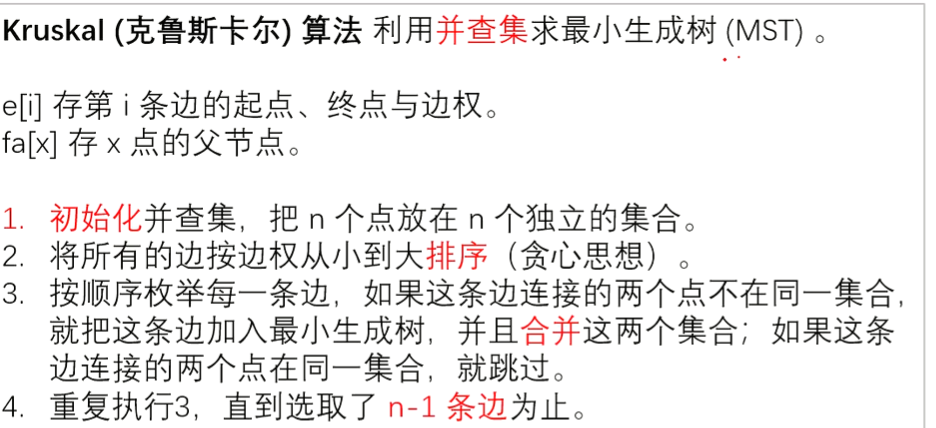 Kruskal (克鲁斯卡尔) 算法 利用并查集求最小生成树 (MST) 。
e[i] 存第 i 条边的起点、终点与边权。
fa[x] 存 x 点的父节点。
1. 初始化并查集，把 n 个点放在 n 个独立的集合。
2. 将所有的边按边权从小到大排序（贪心思想）。
3. 按顺序枚举每一条边，如果这条边连接的两个点不在同一集合，
就把这条边加入最小生成树，并且合并这两个集合；如果这条
边连接的两个点在同一集合，就跳过。
4. 重复执行3，直到选取了 n-1 条边为止。